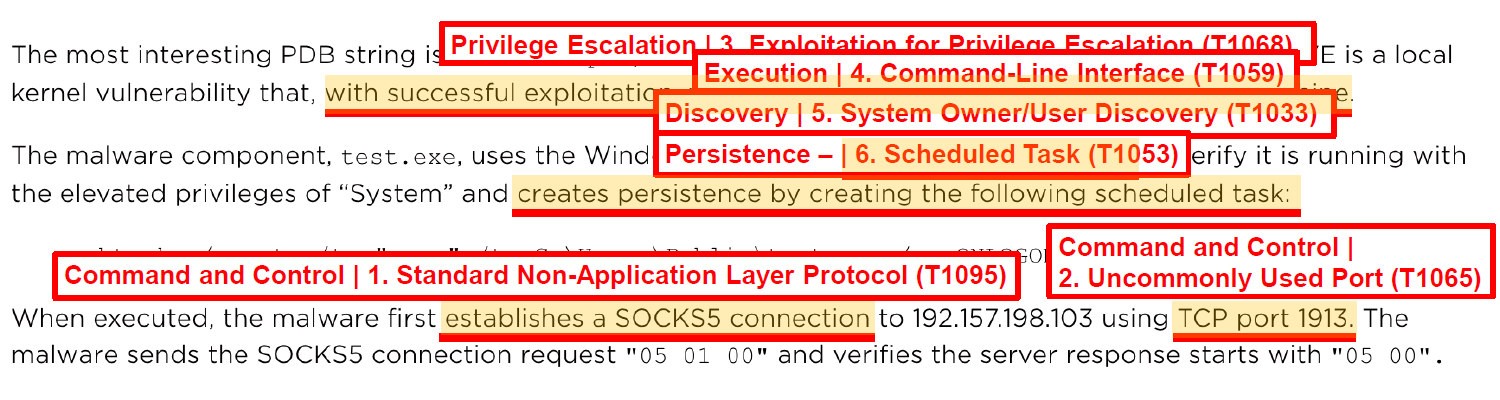 Privilege Escalation | 3. Exploitation for Privilege Escalation (T1068)
The most interesting PDB string is E is a local
Execution | 4. Command-Line Interface (T1059)
kernel vulnerability that, with successful exploitation
Discovery | 5. System Owner/User Discovery (T1033)
The malware component, test.exe, uses the Wind Persistence – | 6. Scheduled Task (T1053) erify it is running with
the elevated privileges of “System” and creates persistence by creating the following scheduled task:
Command and Control |
Command and Control | 1. Standard Non-Application Layer Protocol (T1095)
2. Uncommonly Used Port (T1065)
When executed, the malware first establishes a SOCKS5 connection to 192.157.198.103 using TCP port 1913. The
malware sends the SOCKS5 connection request "05 01 00" and verifies the server response starts with "05 00".